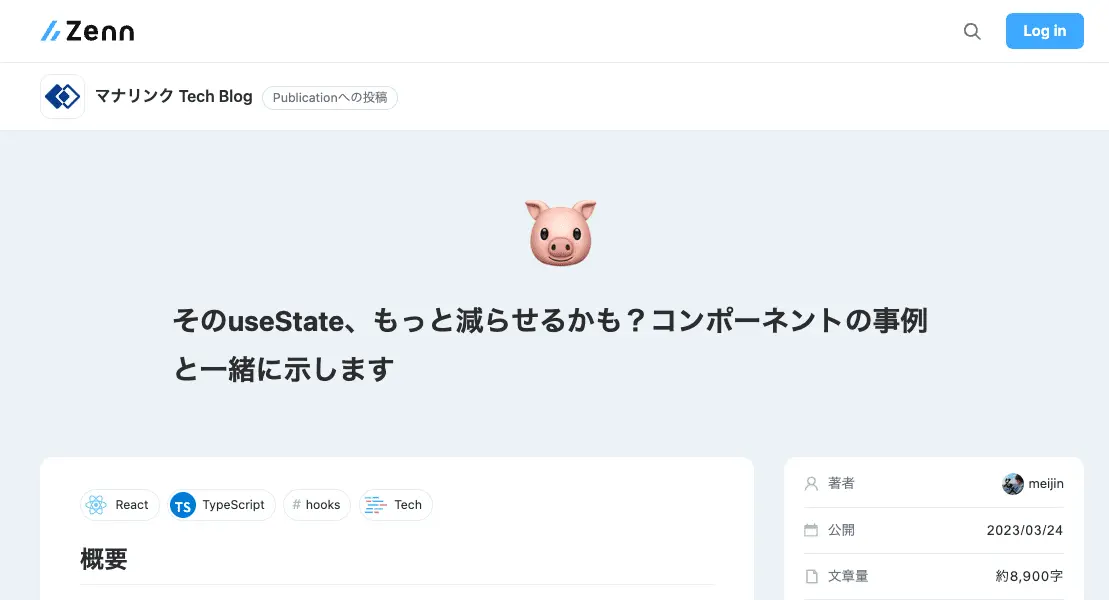 Zenn
Log in
マナリンク Tech Blog
Publicationへの投稿
そのuseState、もっと減らせるかも？コンポーネントの事例
と一緒に示します
React
TS TypeScript
# hooks
Tech
概要
著者
meijin
公開
2023/03/24
文章量
約8,900字